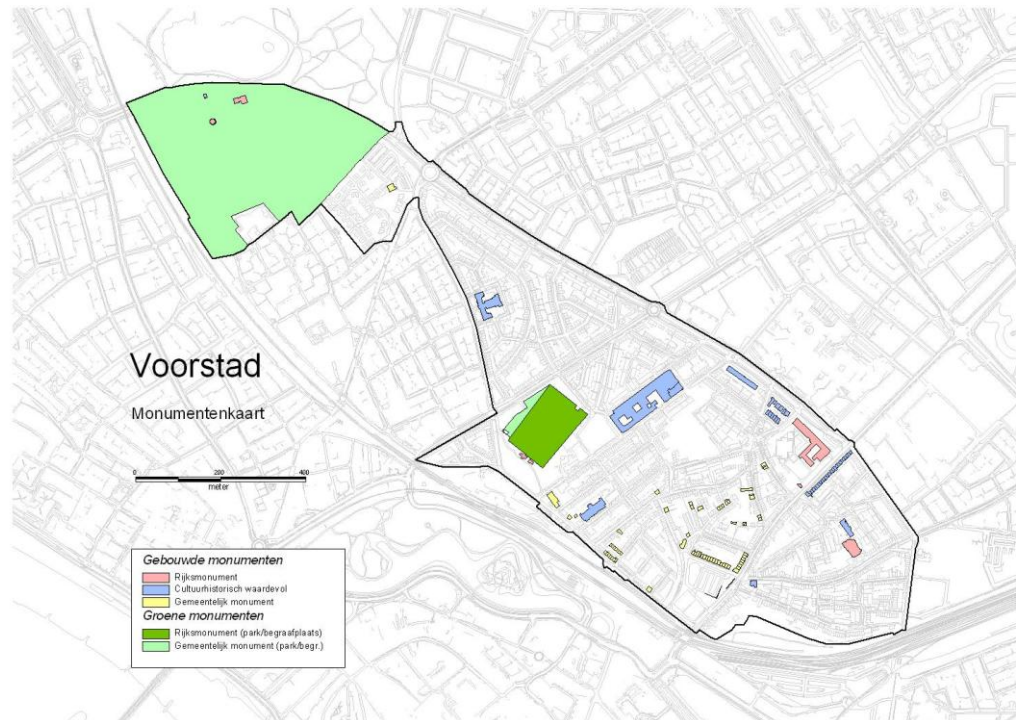 Voorstad
Monumentenkaart
0 200 400
meter
Gebouwde monumenten
Rijksmonument
Cultuurhistorisch waardevol
Gemeentelijk monument
Groene monumenten
Rijksmonument (park/begraafplaats)
Gemeentelijk monument (park/begr.)